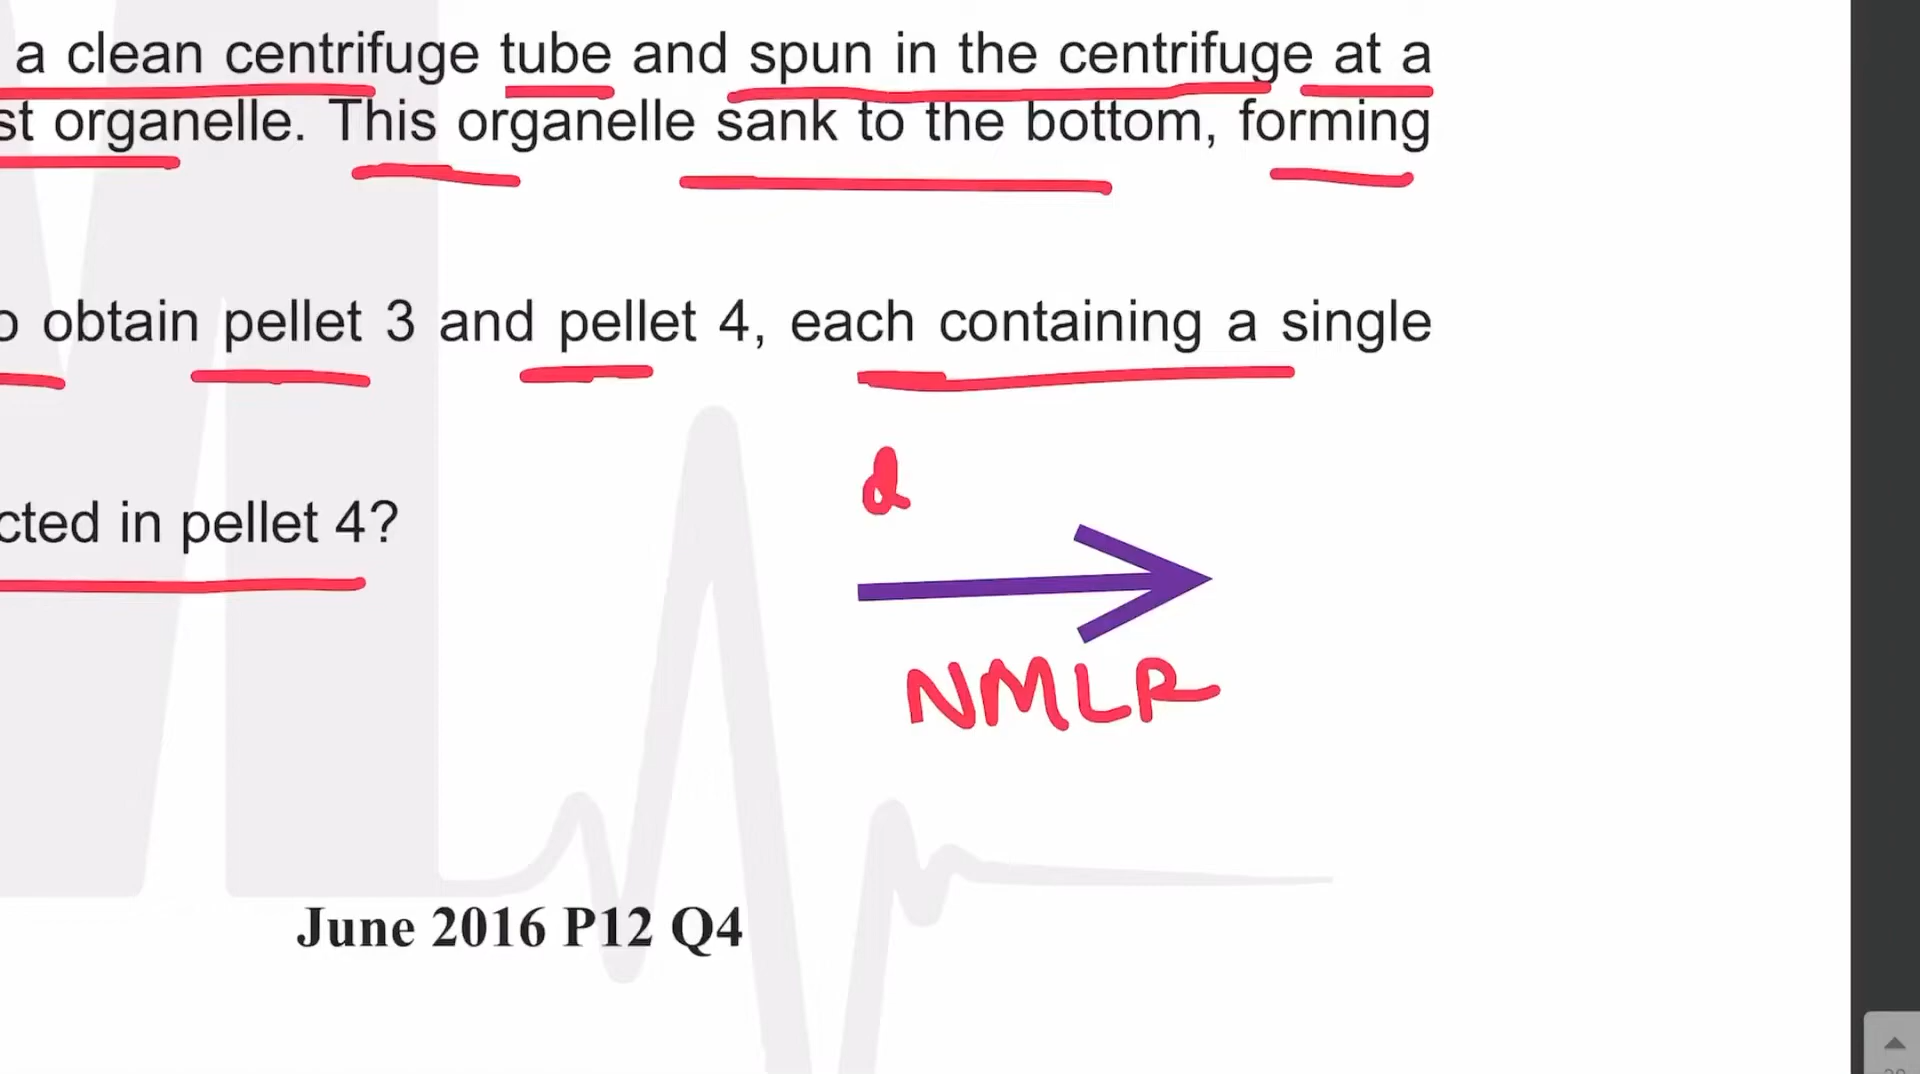 a clean centrifuge tube and spun in the centrifuge at a
st organelle. This organelle sank to the bottom, forming
o obtain pellet 3 and pellet 4, each containing a single
cted in pellet 4?
NMLR
June 2016 P12 Q4